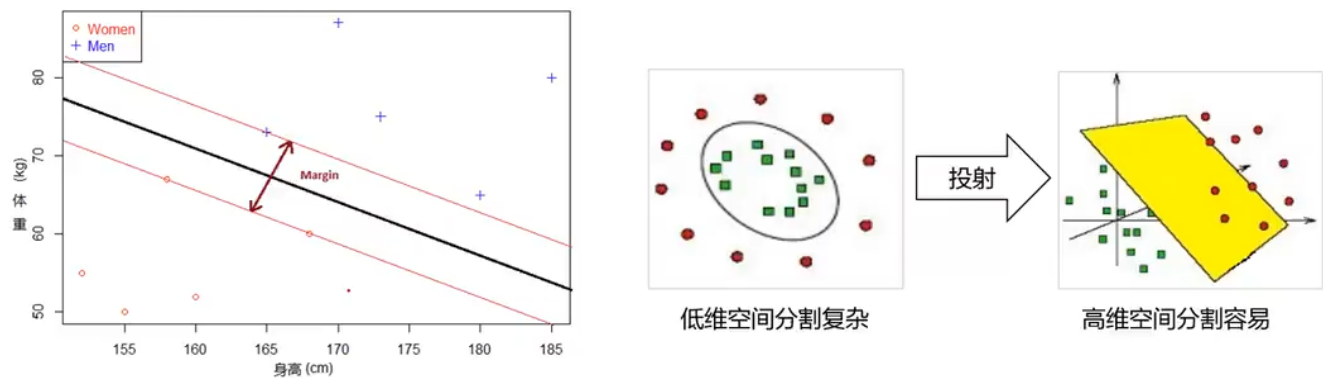 Women
Men
80
70
60
50
体重 (kg)
Margin
155
160
165
170
175
180
185
身高 (cm)
投射
低维空间分割复杂
高维空间分割容易